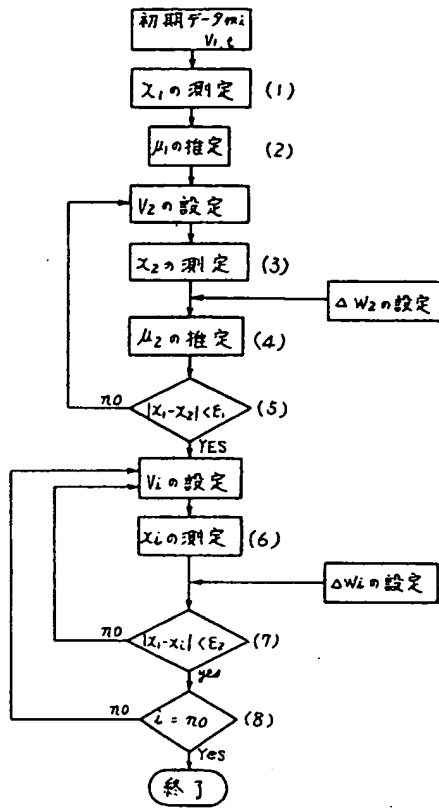 初期データmi
V1,t
x1の測定
(1)
μ1の推定
(2)
V2の設定
x2の測定
(3)
ΔW2の設定
μ2の推定
(4)
no
|x1-x2|<ε1
(5)
YES
Viの設定
xiの測定
(6)
ΔWiの設定
no
|x1-xi|<ε2
(7)
yes
no
i=no
(8)
Yes
終了